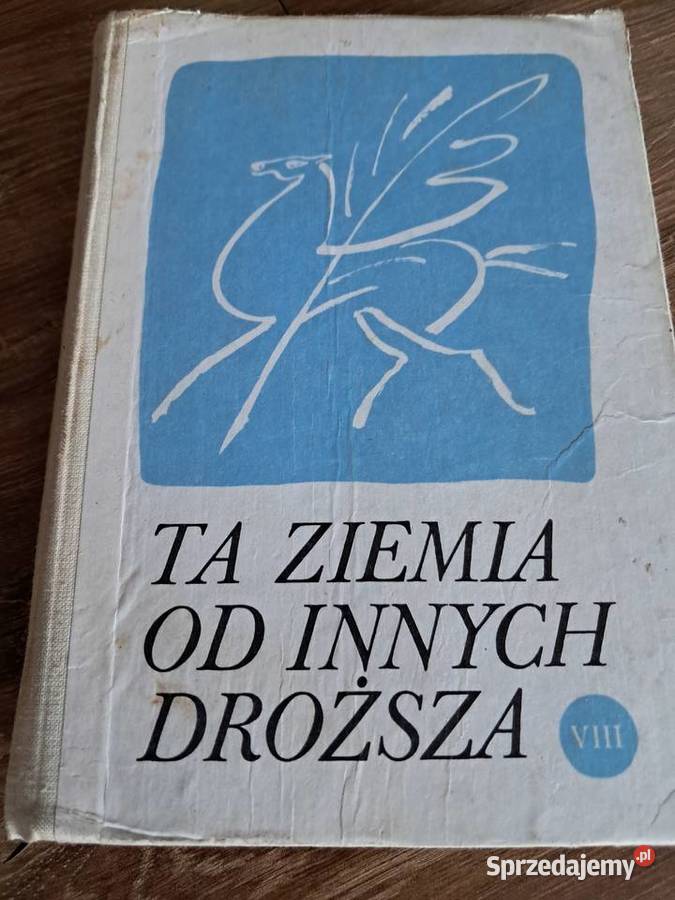 TA ZIEMIA
OD INNYCH
DROŻSZA
VIII
Sprzedajemy.pl